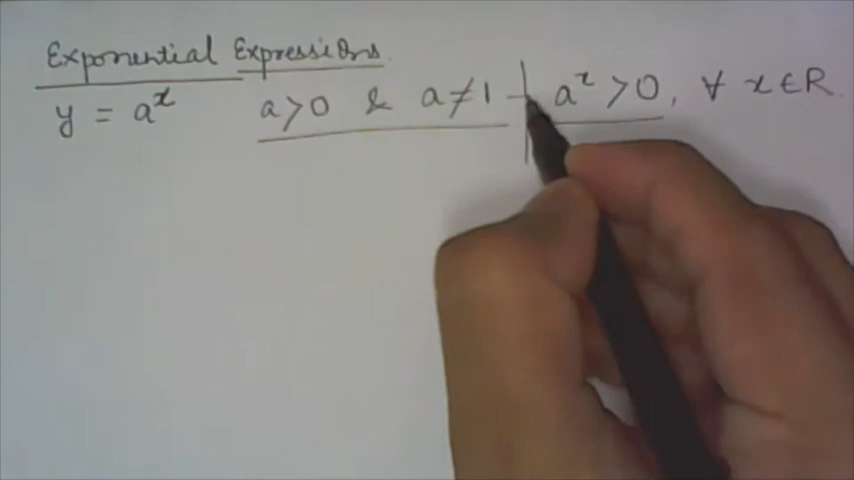 Exponential Expressions.
y = a^x a>0 & a≠1 | a^x >0, ∀ x∈R.